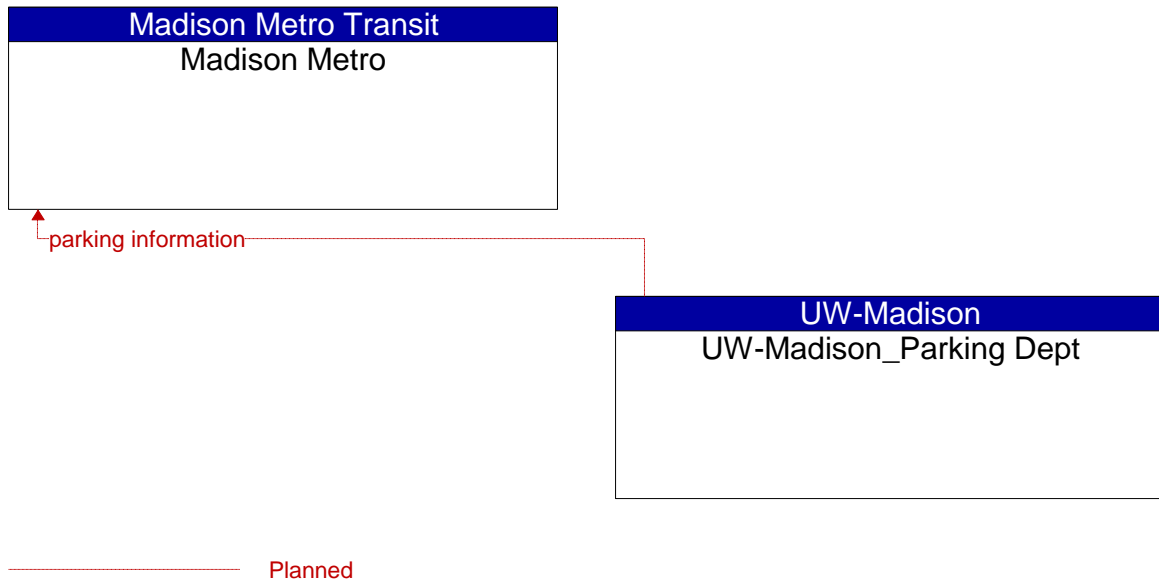 Madison Metro Transit
Madison Metro
parking information
UW-Madison
UW-Madison_Parking Dept
Planned